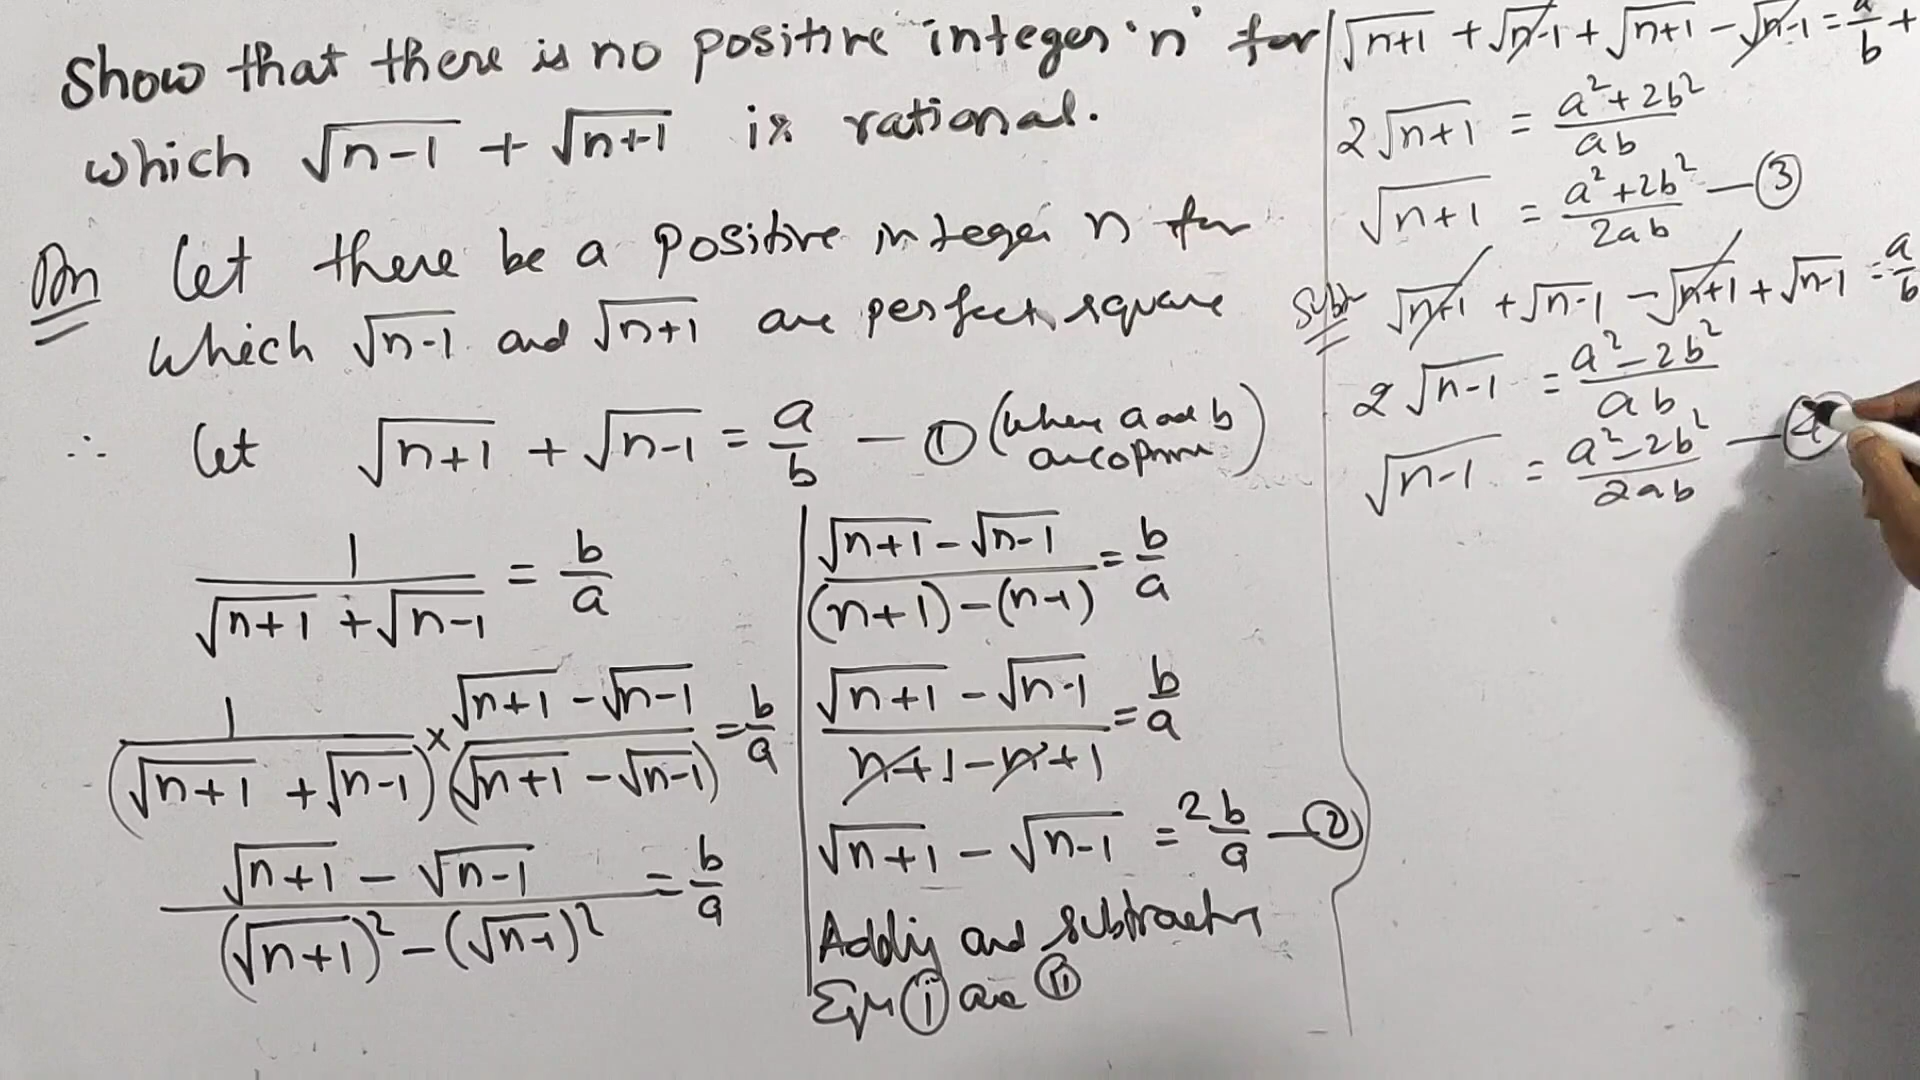 Show that there is no positive integer 'n' for
which √n-1 + √n+1 is rational.
Let there be a positive integer n for
which √n-1 and √n+1 are perfect square
∴ Let √n+1 + √n-1 = a/b — ① (where a and b
are coprime)
1/(√n+1 + √n-1) = b/a
1/(√n+1 + √n-1) × (√n+1 - √n-1)/(√n+1 - √n-1) = b/a
(√n+1 - √n-1)/((√n+1)² - (√n-1)²) = b/a
(√n+1 - √n-1)/((n+1) - (n-1)) = b/a
(√n+1 - √n-1)/(n+1-n+1) = b/a
√n+1 - √n-1 = 2b/a — ②
Adding and subtracting
Eqn ⓘ and ⓘⓘ
√n+1 + √n-1 + √n+1 - √n-1 = a/b +
2√n+1 = (a²+2b²)/ab
√n+1 = (a²+2b²)/2ab — ③
Subtr √n+1 + √n-1 - √n+1 + √n-1 = a/b
2√n-1 = (a²-2b²)/ab
√n-1 = (a²-2b²)/2ab — ④